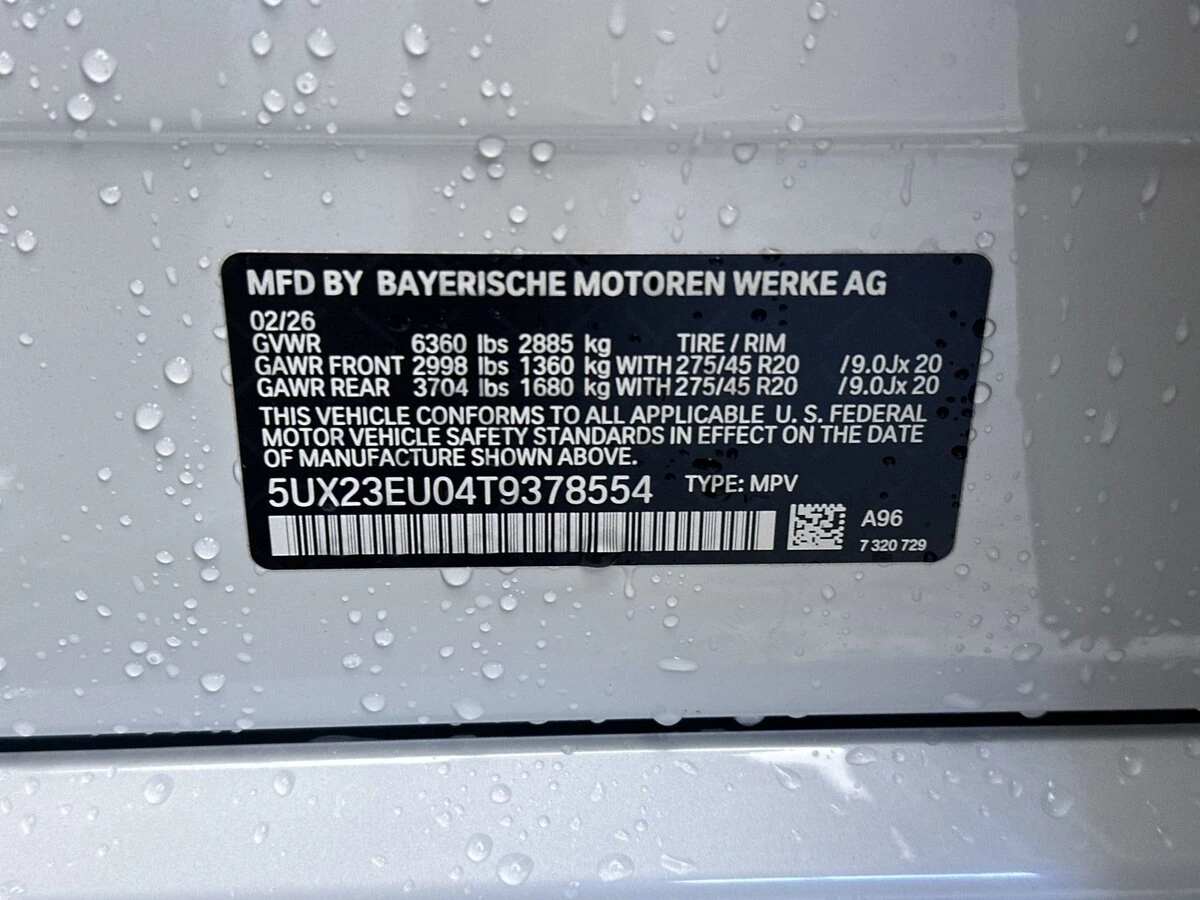 MFD BY BAYERISCHE MOTOREN WERKE AG
02/26
GVWR 6360 lbs 2885 kg TIRE / RIM
GAWR FRONT 2998 lbs 1360 kg WITH 275/45 R20 /9.0Jx 20
GAWR REAR 3704 lbs 1680 kg WITH 275/45 R20 /9.0Jx 20
THIS VEHICLE CONFORMS TO ALL APPLICABLE U. S. FEDERAL
MOTOR VEHICLE SAFETY STANDARDS IN EFFECT ON THE DATE
OF MANUFACTURE SHOWN ABOVE.
5UX23EU04T9378554 TYPE: MPV
A96
7 320 729